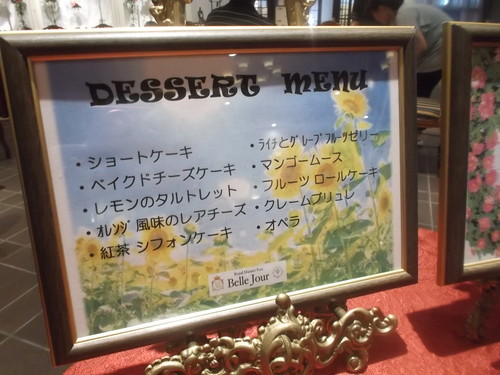 DESSERT MENU
・ショートケーキ
・ベイクドチーズケーキ
・レモンのタルトレット
・ｵﾚﾝｼﾞ 風味のレアチーズ
・紅茶 シフォンケーキ
・ﾗｲﾁとｸﾞﾚｰﾌﾟﾌﾙｰﾂゼリー
・マンゴームース
・フルーツ ロールケーキ
・クレームブリュレ
・オペラ
Belle Jour